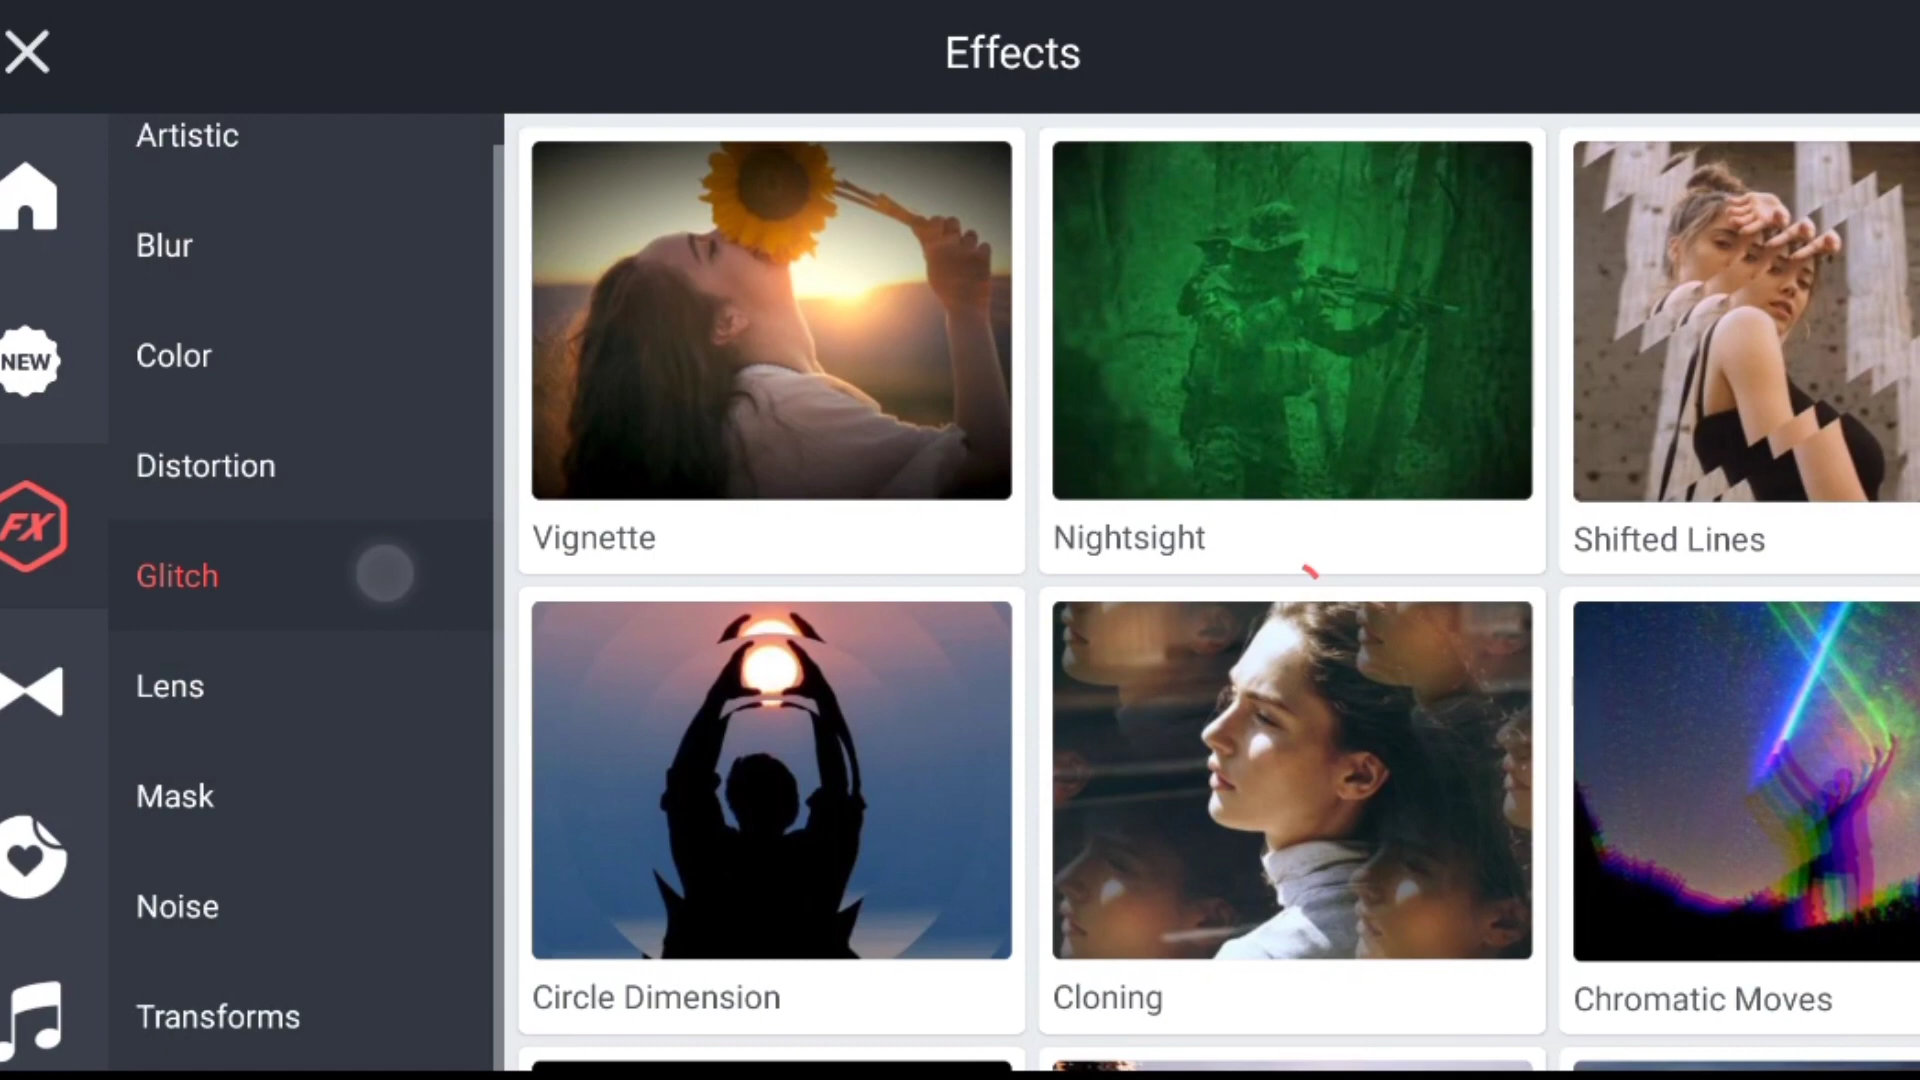 Effects
Artistic
Blur
NEW
Color
Distortion
FX
Glitch
Lens
Mask
Noise
Transforms
Vignette
Nightsight
Shifted Lines
Circle Dimension
Cloning
Chromatic Moves